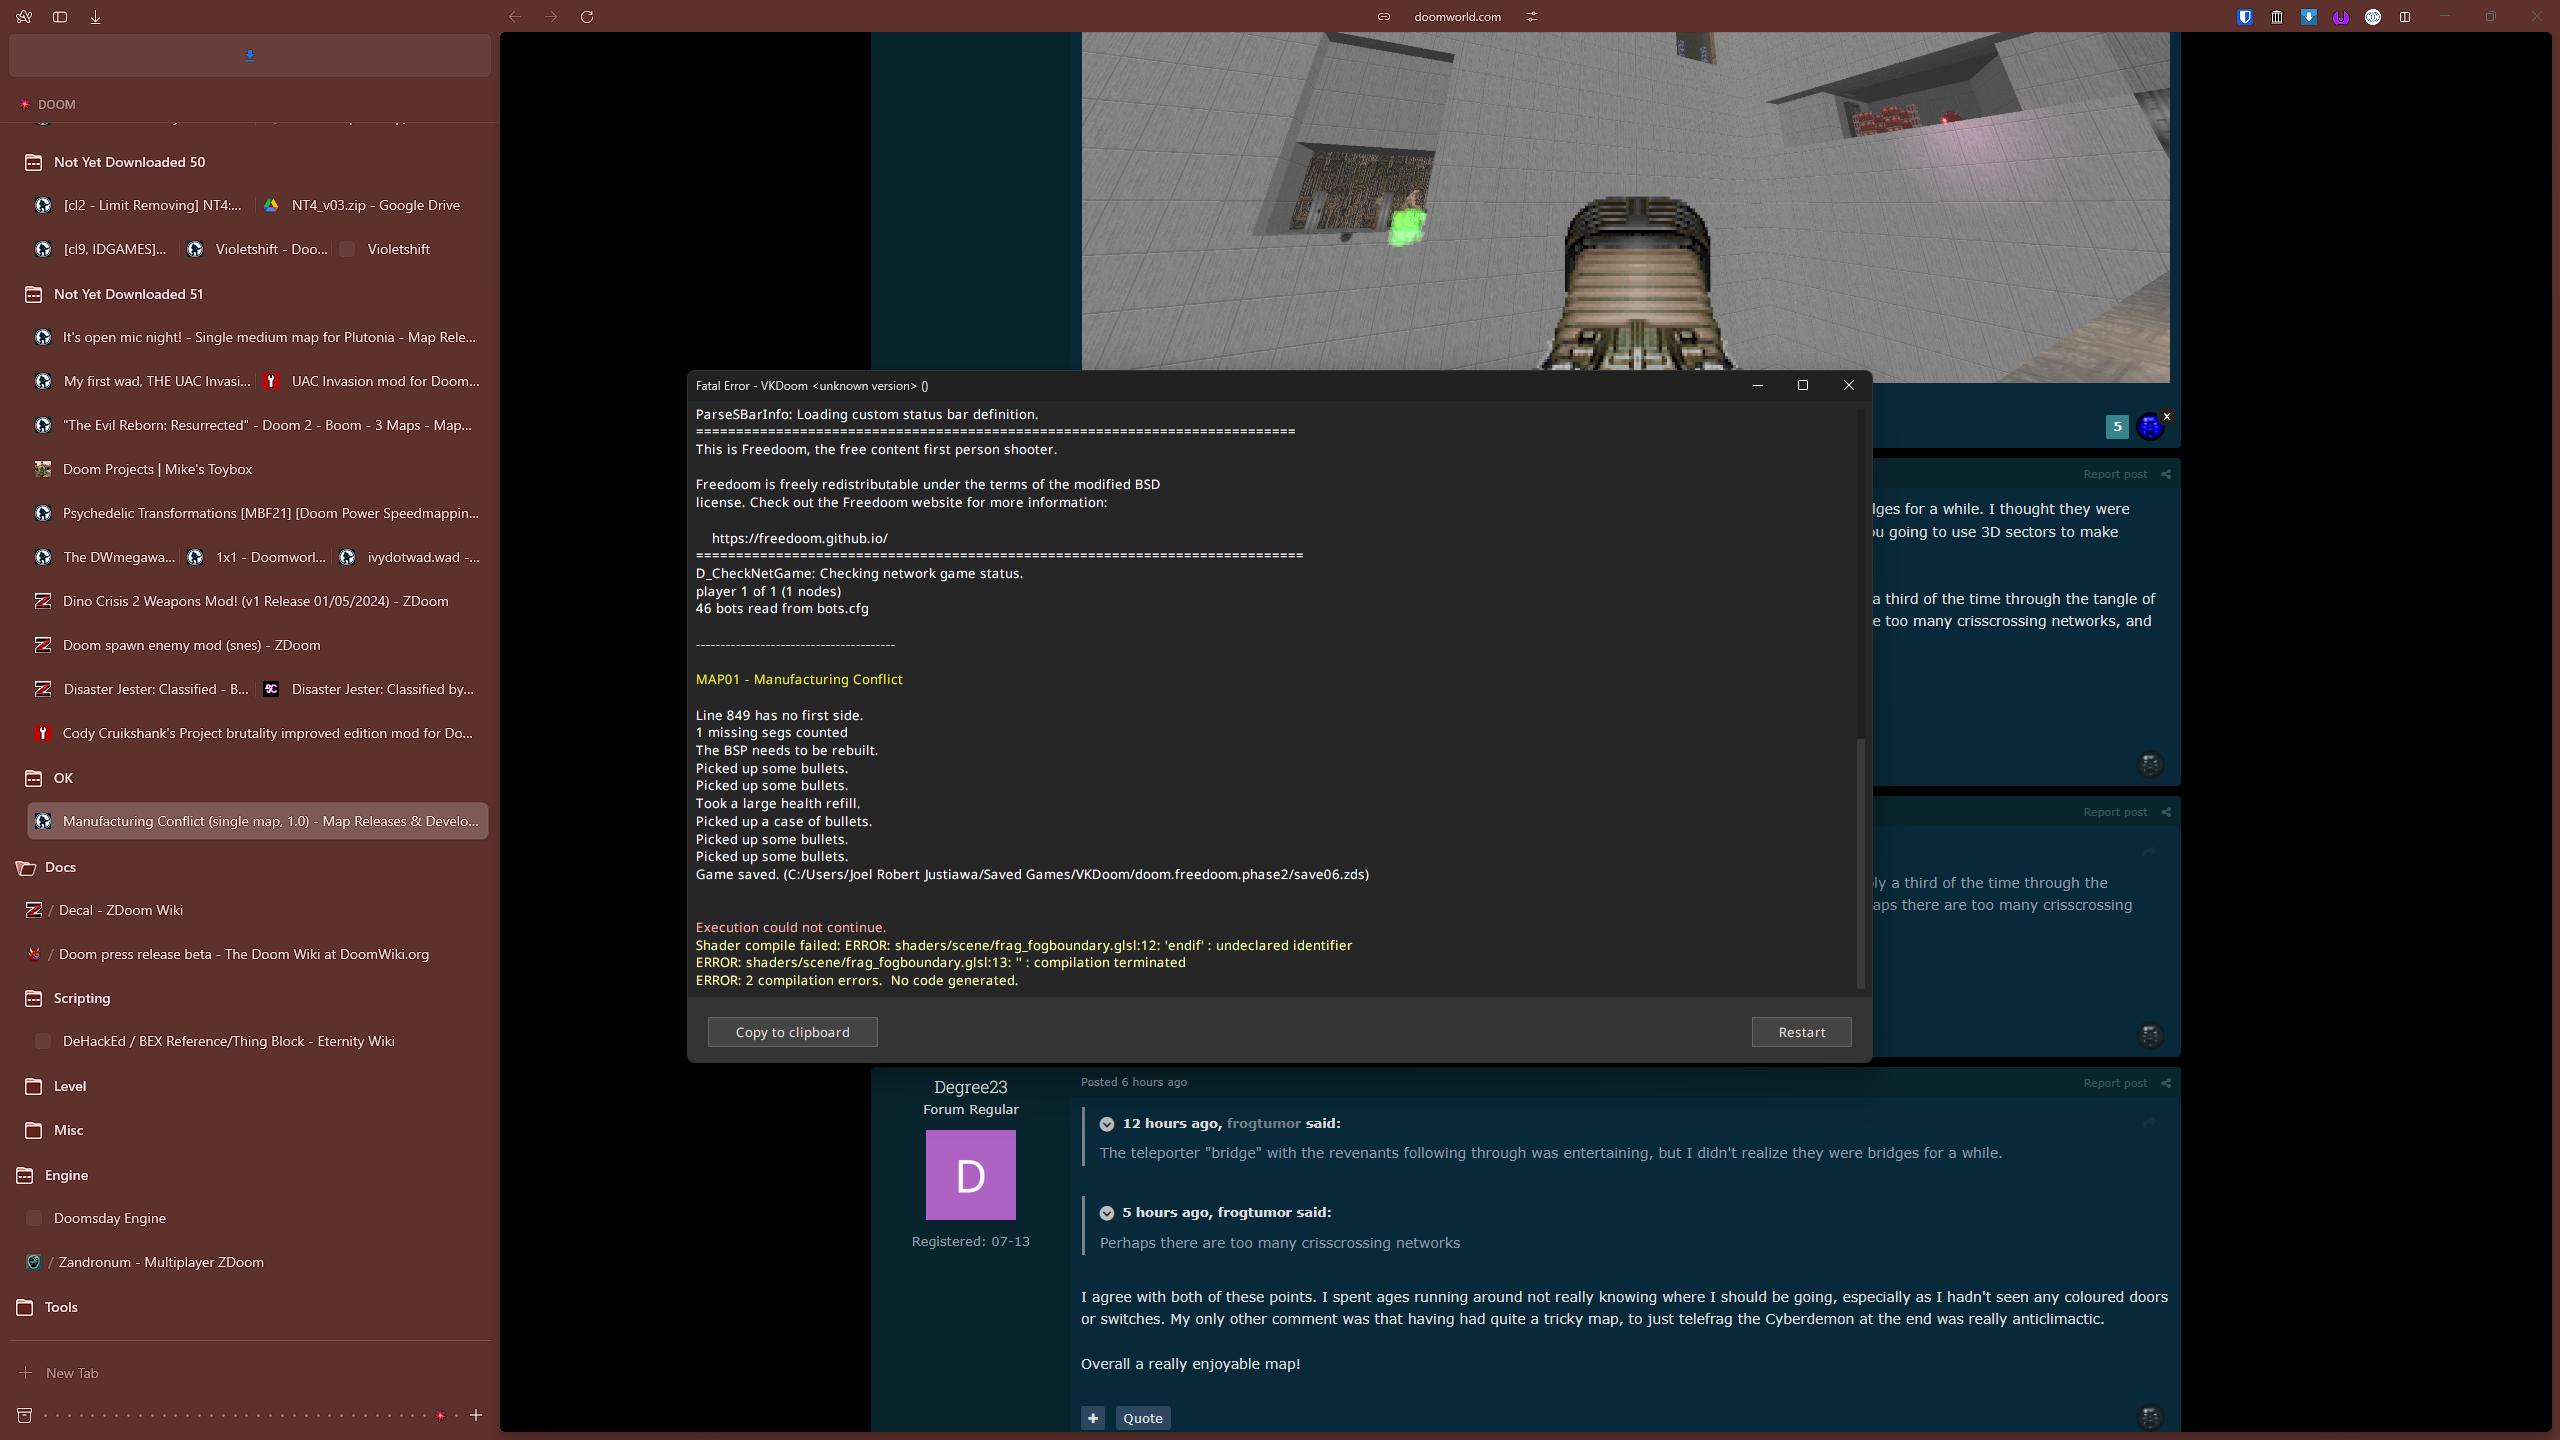 doomworld.com
DOOM
Not Yet Downloaded 50
[cl2 - Limit Removing] NT4:...
NT4_v03.zip - Google Drive
[cl9, IDGAMES]...
Violetshift - Doo...
Violetshift
Not Yet Downloaded 51
It's open mic night! - Single medium map for Plutonia - Map Rele...
My first wad, THE UAC Invasi...
UAC Invasion mod for Doom...
"The Evil Reborn: Resurrected" - Doom 2 - Boom - 3 Maps - Map...
Doom Projects | Mike's Toybox
Psychedelic Transformations [MBF21] [Doom Power Speedmappin...
The DWmegawa...
1x1 - Doomworl...
ivydotwad.wad -...
Dino Crisis 2 Weapons Mod! (v1 Release 01/05/2024) - ZDoom
Doom spawn enemy mod (snes) - ZDoom
Disaster Jester: Classified - B...
Disaster Jester: Classified by...
Cody Cruikshank's Project brutality improved edition mod for Do...
OK
Manufacturing Conflict (single map, 1.0) - Map Releases & Develo...
Docs
/ Decal - ZDoom Wiki
/ Doom press release beta - The Doom Wiki at DoomWiki.org
Scripting
DeHackEd / BEX Reference/Thing Block - Eternity Wiki
Level
Misc
Engine
Doomsday Engine
/ Zandronum - Multiplayer ZDoom
Tools
New Tab
Fatal Error - VKDoom <unknown version> ()
ParseSBarInfo: Loading custom status bar definition.
===========================================================================
This is Freedoom, the free content first person shooter.
Freedoom is freely redistributable under the terms of the modified BSD
license. Check out the Freedoom website for more information:
https://freedoom.github.io/
============================================================================
D_CheckNetGame: Checking network game status.
player 1 of 1 (1 nodes)
46 bots read from bots.cfg
----------------------------------------
MAP01 - Manufacturing Conflict
Line 849 has no first side.
1 missing segs counted
The BSP needs to be rebuilt.
Picked up some bullets.
Picked up some bullets.
Took a large health refill.
Picked up a case of bullets.
Picked up some bullets.
Picked up some bullets.
Game saved. (C:/Users/Joel Robert Justiawa/Saved Games/VKDoom/doom.freedoom.phase2/save06.zds)
Execution could not continue.
Shader compile failed: ERROR: shaders/scene/frag_fogboundary.glsl:12: 'endif' : undeclared identifier
ERROR: shaders/scene/frag_fogboundary.glsl:13: '' : compilation terminated
ERROR: 2 compilation errors.  No code generated.
Copy to clipboard
Restart
5
x
Report post
lges for a while. I thought they were
ou going to use 3D sectors to make
a third of the time through the tangle of
e too many crisscrossing networks, and
Report post
ly a third of the time through the
aps there are too many crisscrossing
Degree23
Forum Regular
D
Registered: 07-13
Posted 6 hours ago
Report post
12 hours ago, frogtumor said:
The teleporter "bridge" with the revenants following through was entertaining, but I didn't realize they were bridges for a while.
5 hours ago, frogtumor said:
Perhaps there are too many crisscrossing networks
I agree with both of these points. I spent ages running around not really knowing where I should be going, especially as I hadn't seen any coloured doors
or switches. My only other comment was that having had quite a tricky map, to just telefrag the Cyberdemon at the end was really anticlimactic.
Overall a really enjoyable map!
Quote